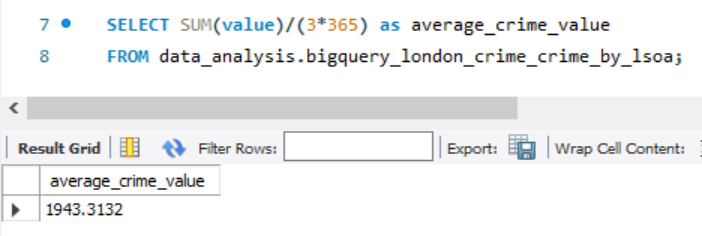 7 SELECT SUM(value)/(3*365) as average_crime_value
8 FROM data_analysis.bigquery_london_crime_crime_by_lsoa;
Result Grid Filter Rows: Export: Wrap Cell Content:
average_crime_value
1943.3132